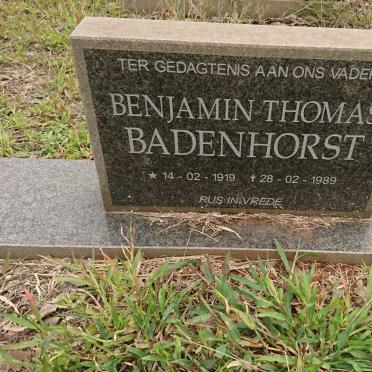 TER GEDAGTENIS AAN ONS VADER
BENJAMIN THOMAS
BADENHORST
★ 14 - 02 - 1919 ✝ 28 - 02 - 1989
RUS IN VREDE